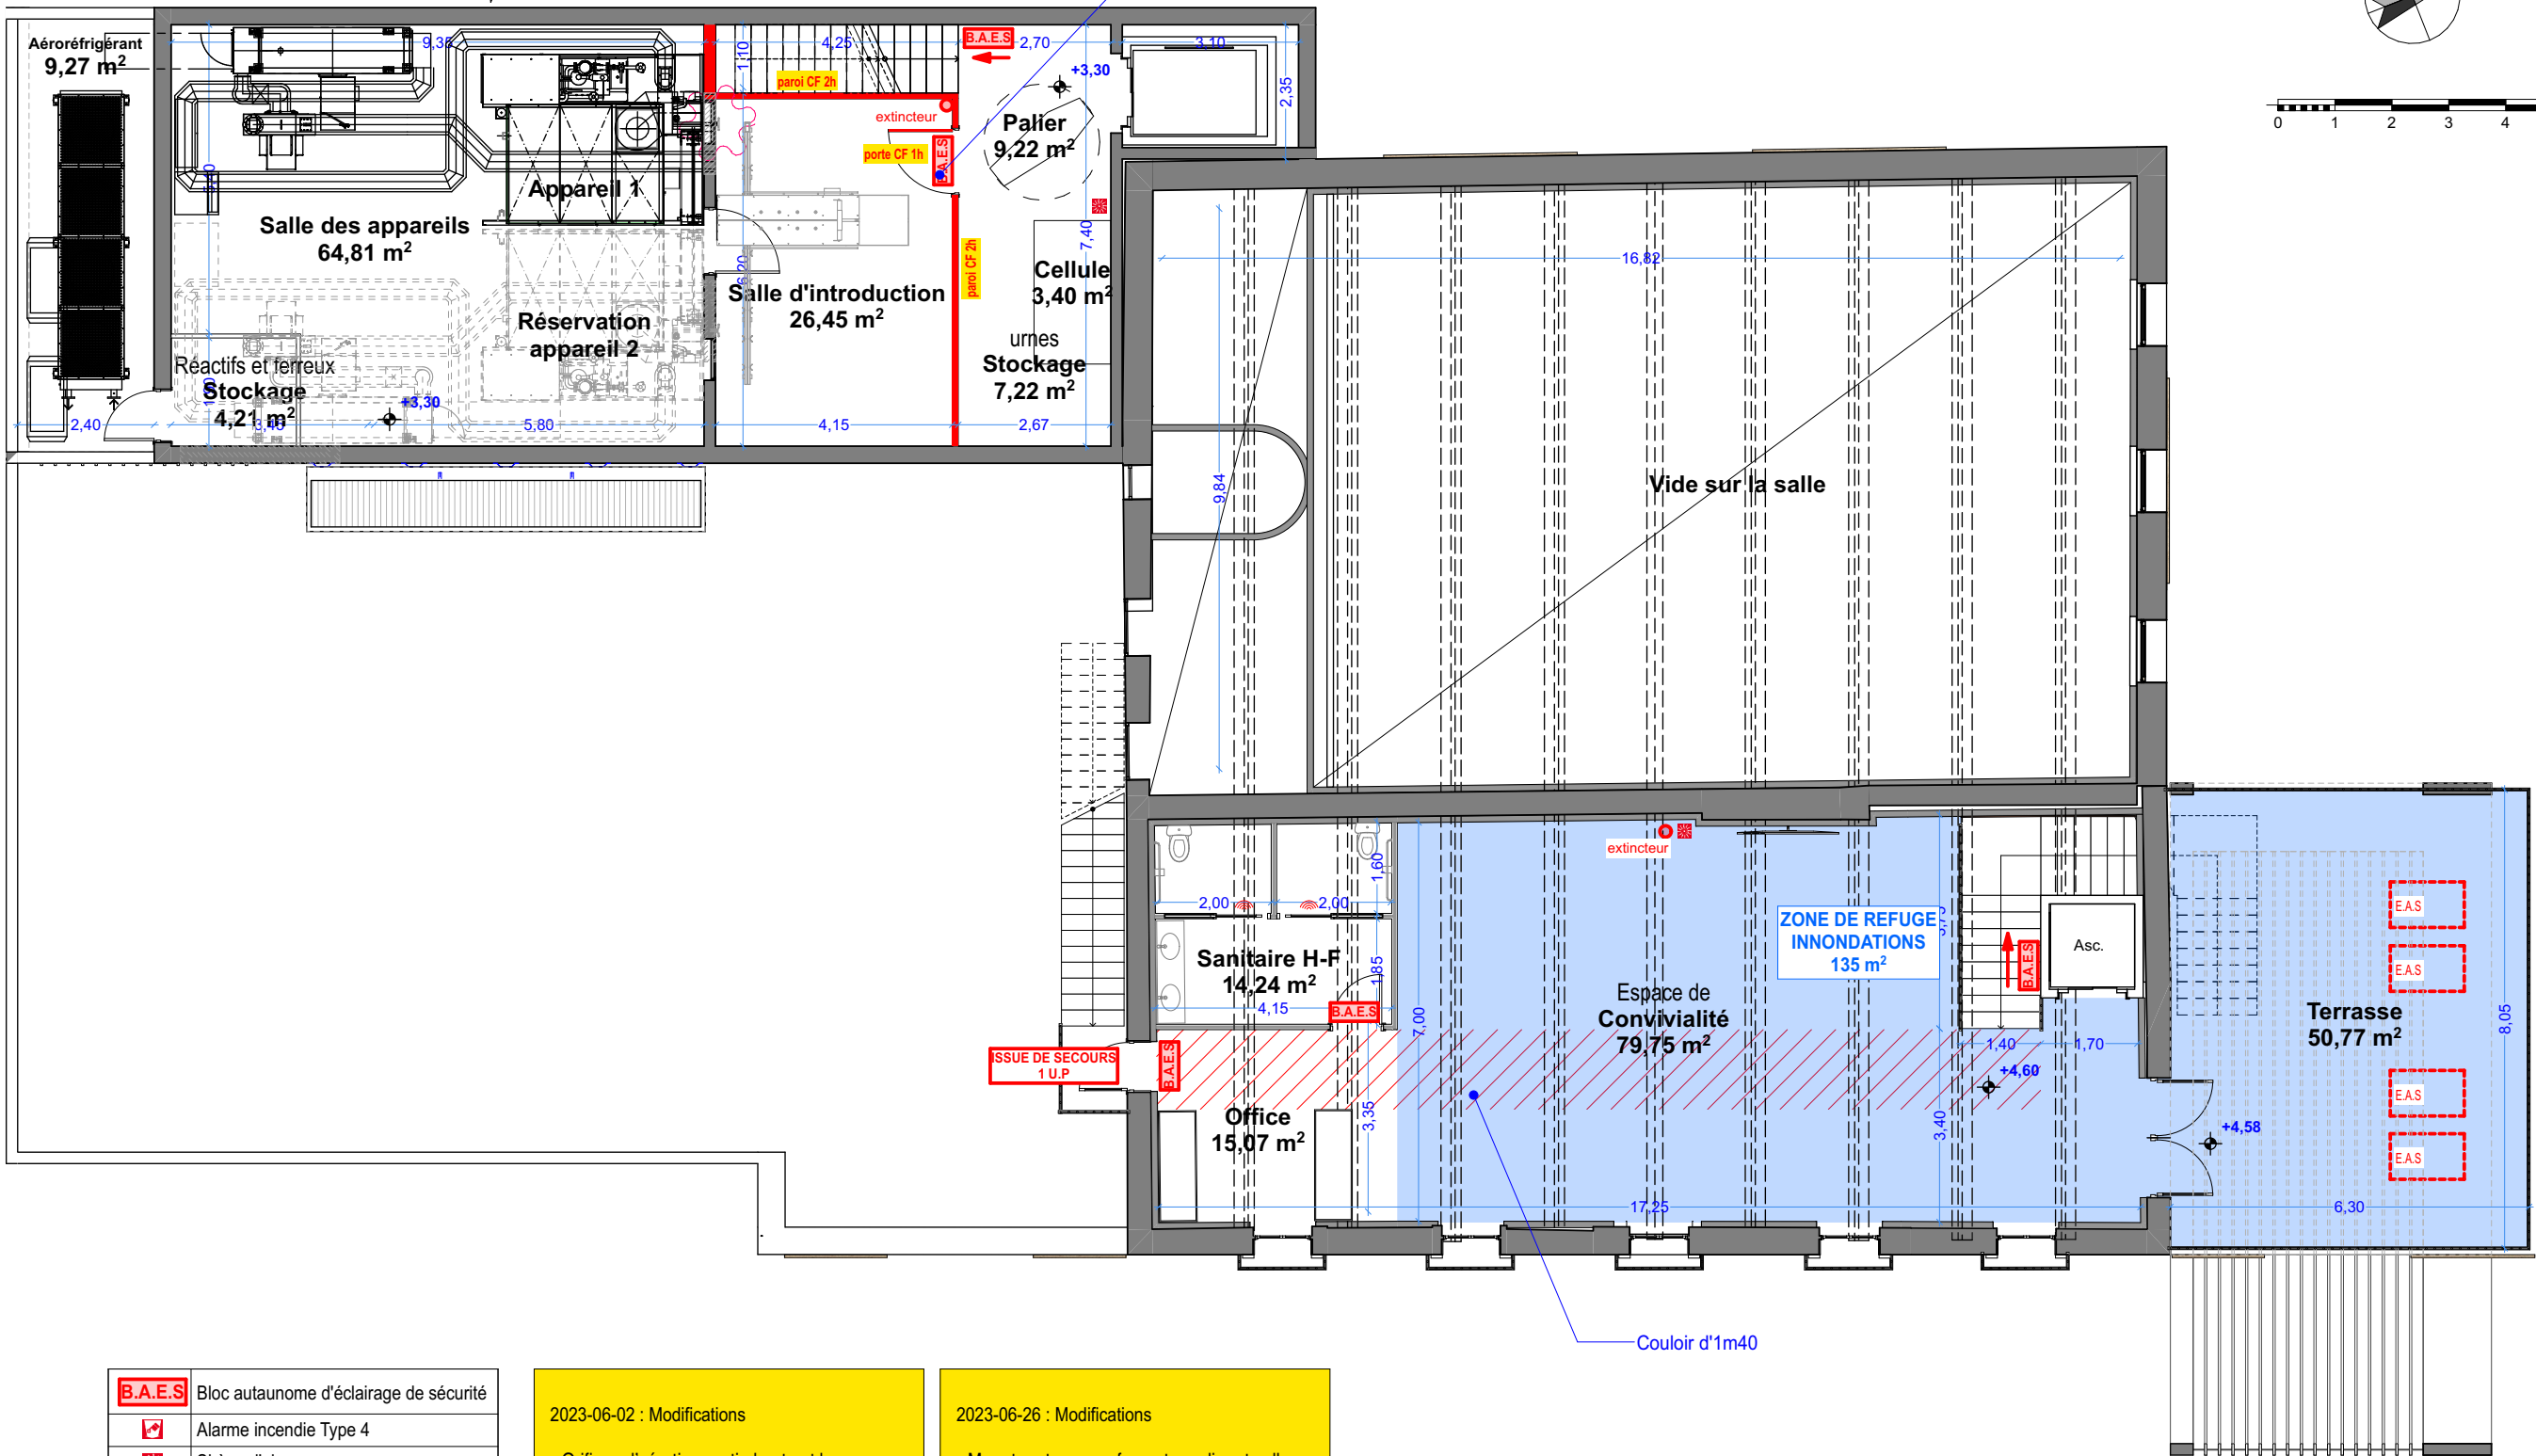 Aéroréfrigérant
9,27 m²
9,35
4,25
B.A.E.S
2,70
3,10
1,10
+3,30
2,35
paroi CF 2h
extincteur
porte CF 1h
B.A.E.S
Palier
9,22 m²
0 1 2 3 4
Appareil 1
Salle des appareils
64,81 m²
7,40
paroi CF 2h
6,20
Cellule
3,40 m²
16,82
Salle d'introduction
26,45 m²
Réservation
appareil 2
urnes
Stockage
7,22 m²
Réactifs et ferreux
Stockage
4,21 m²
+3,30
2,40
3,45
5,80
4,15
2,67
9,84
Vide sur la salle
extincteur
1,60
2,00
2,00
ZONE DE REFUGE
INNONDATIONS
135 m²
E.A.S
Asc.
B.A.E.S
Sanitaire H-F
14,24 m²
1,85
4,15
B.A.E.S
E.A.S
Espace de
Convivialité
79,75 m²
Terrasse
50,77 m²
8,05
7,00
ISSUE DE SECOURS
1 U.P
B.A.E.S
1,40
1,70
+4,60
E.A.S
Office
15,07 m²
3,35
3,40
+4,58
E.A.S
17,25
6,30
Couloir d'1m40
B.A.E.S Bloc autaunome d'éclairage de sécurité
Alarme incendie Type 4
2023-06-02 : Modifications
2023-06-26 : Modifications